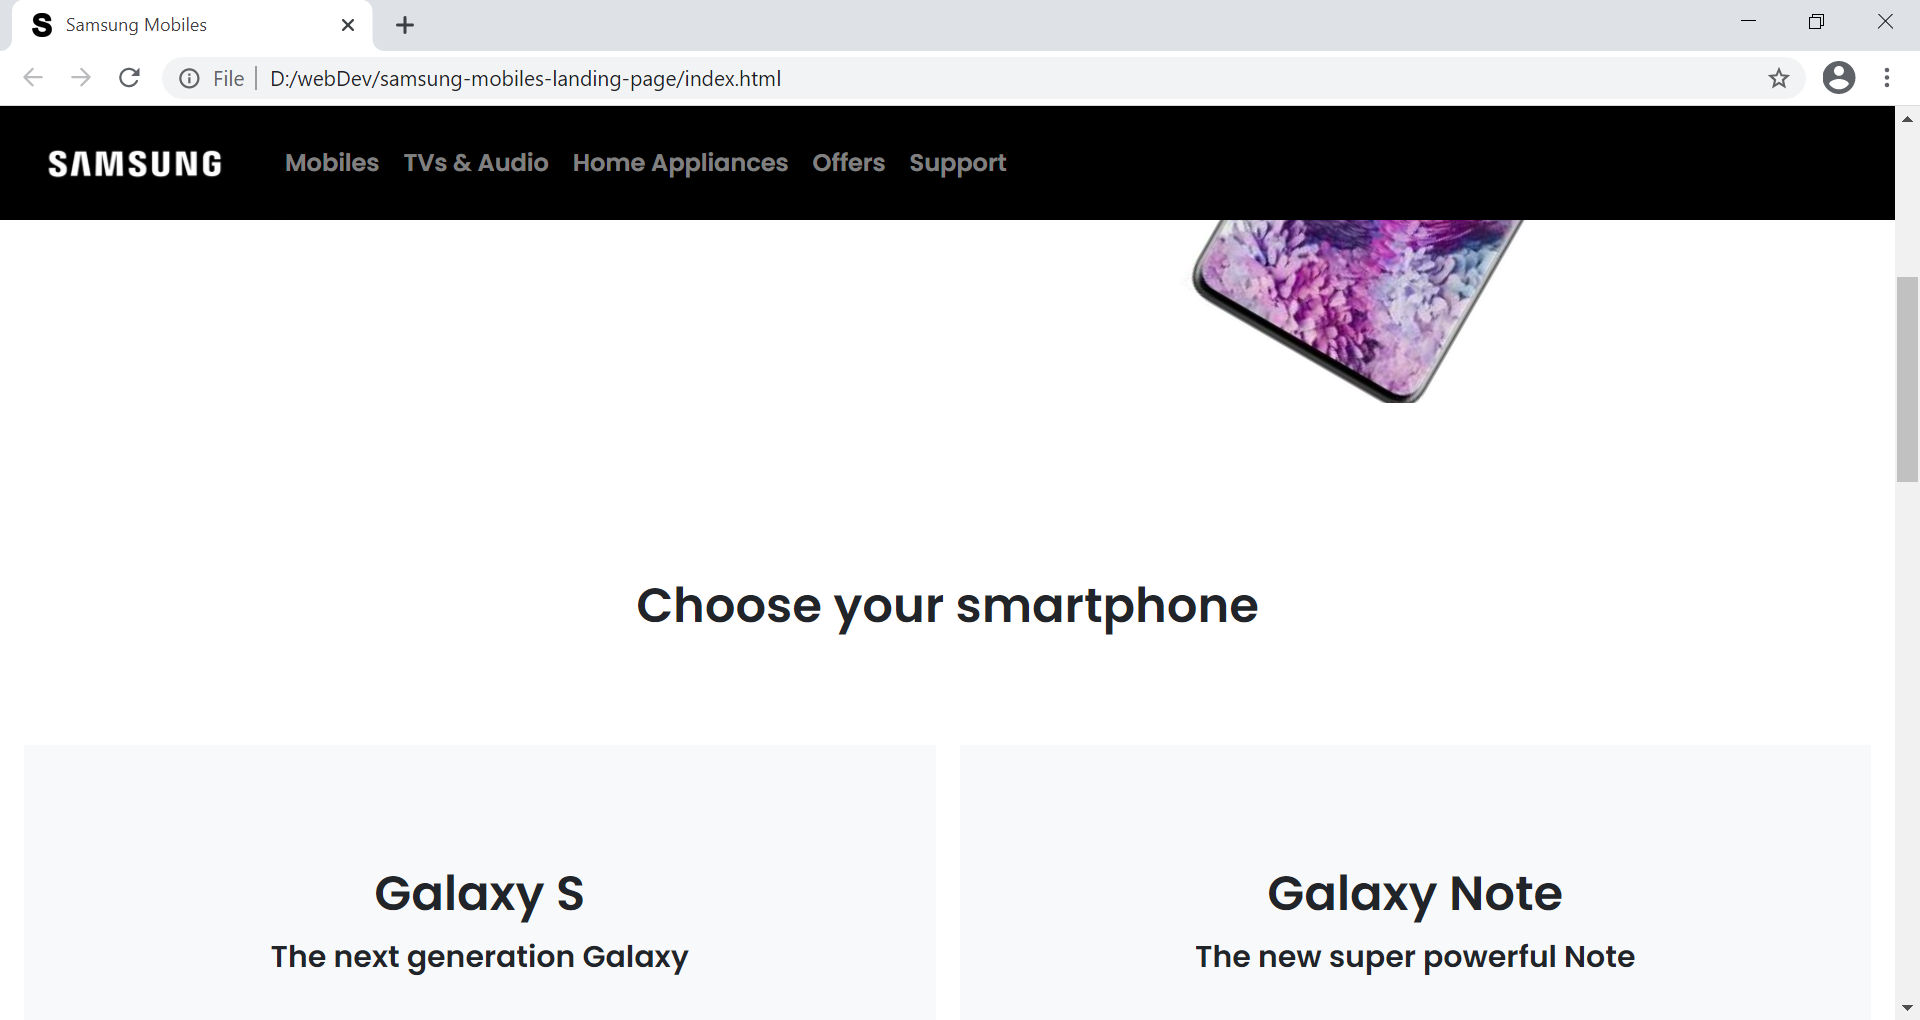 S Samsung Mobiles
File D:/webDev/samsung-mobiles-landing-page/index.html
SAMSUNG Mobiles TVs & Audio Home Appliances Offers Support
Choose your smartphone
Galaxy S
The next generation Galaxy
Galaxy Note
The new super powerful Note